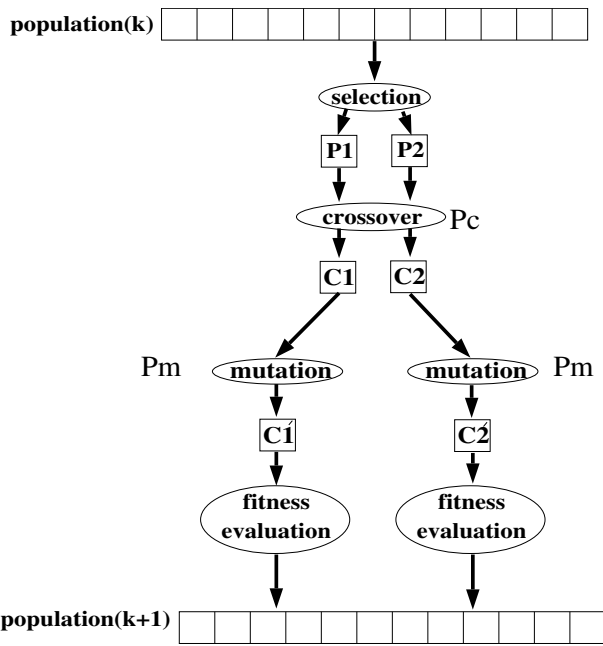 population(k)
selection
P1 P2
crossover Pc
C1 C2
Pm mutation mutation Pm
C1́ C2́
fitness fitness
evaluation evaluation
population(k+1)